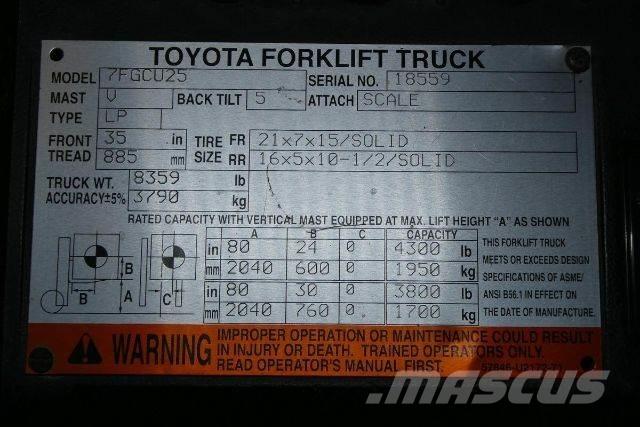 TOYOTA FORKLIFT TRUCK
MODEL 7FGCU25 SERIAL NO. 18559
MAST V BACK TILT 5 ATTACH SCALE
TYPE LP
FRONT 35 in TIRE FR 21x7x15/SOLID
TREAD 885 mm SIZE RR 16x5x10-1/2/SOLID
TRUCK WT. 8359 lb
ACCURACY±5% 3790 kg
RATED CAPACITY WITH VERTICAL MAST EQUIPPED AT MAX. LIFT HEIGHT "A" AS SHOWN
A B C CAPACITY
in 80 24 0 4300 lb
mm 2040 600 0 1950 kg
in 80 30 0 3800 lb
mm 2040 760 0 1700 kg
B B A C
THIS FORKLIFT TRUCK
MEETS OR EXCEEDS DESIGN
SPECIFICATIONS OF ASME/
ANSI B56.1 IN EFFECT ON
THE DATE OF MANUFACTURE.
WARNING
IMPROPER OPERATION OR MAINTENANCE COULD RESULT
IN INJURY OR DEATH. TRAINED OPERATORS ONLY.
READ OPERATOR'S MANUAL FIRST.
57846-U2172-71
MASCUS